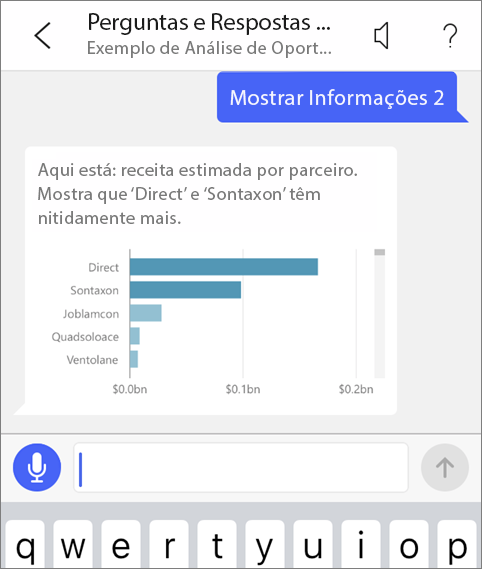 Perguntas e Respostas ...
Exemplo de Análise de Oport...
?
Mostrar Informações 2
Aqui está: receita estimada por parceiro.
Mostra que ‘Direct’ e ‘Sontaxon’ têm
nitidamente mais.
Direct
Sontaxon
Joblamcon
Quadsoloace
Ventolane
$0.0bn $0.1bn $0.2bn
q w e r t y u i o p